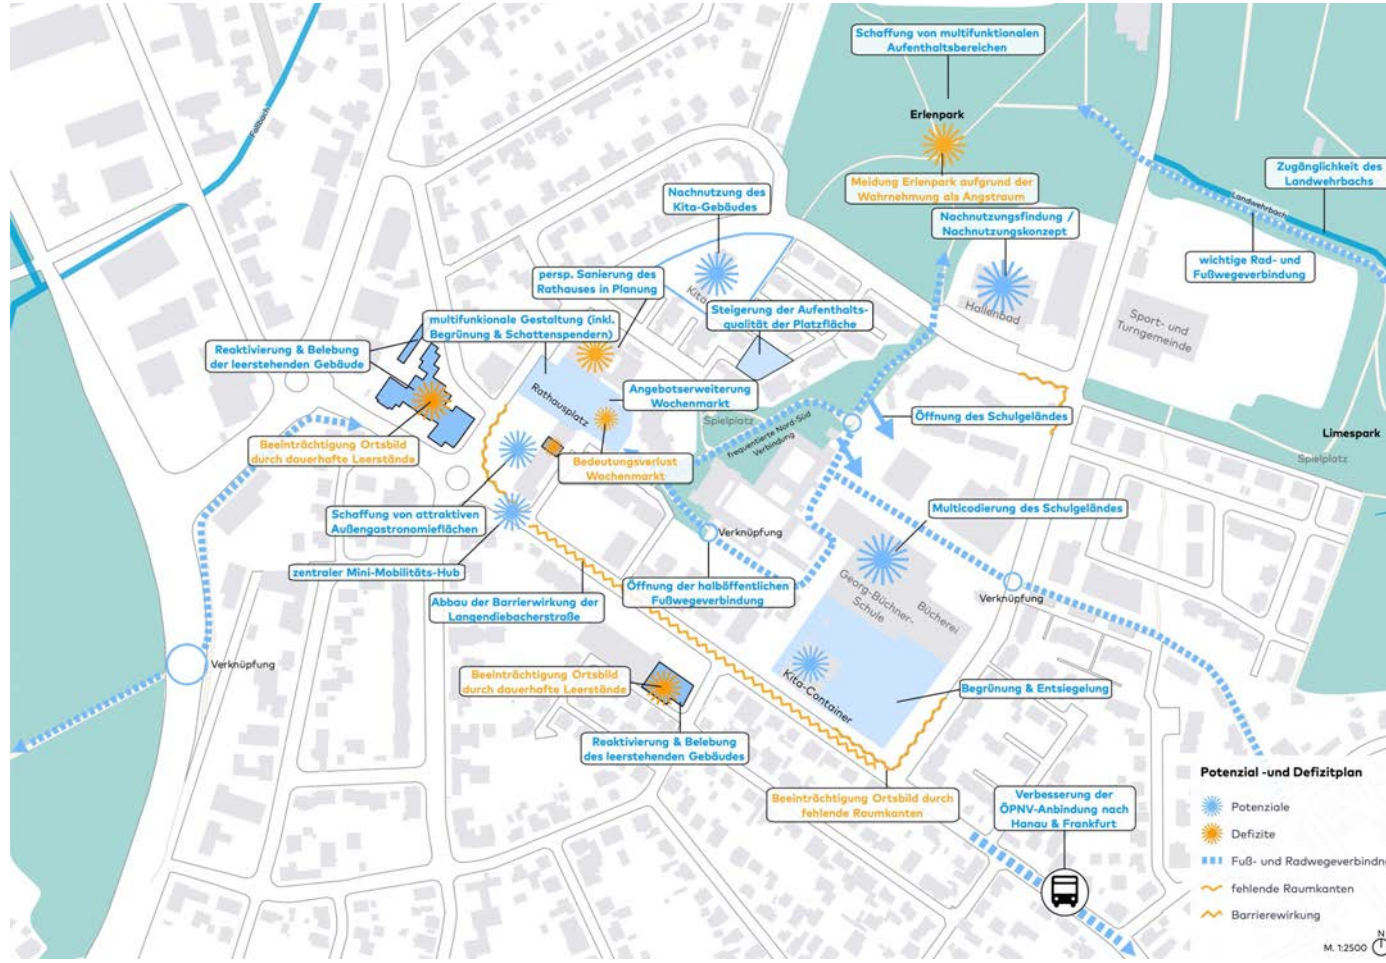 Schaffung von multifunktionalen
Aufenthaltsbereichen
Fallbach
Erlenpark
Zugänglichkeit des
Landwehrbachs
Meidung Erlenpark aufgrund der
Wahrnehmung als Angstraum
Nachnutzung des
Kita-Gebäudes
Landwehrbach
Nachnutzungsfindung /
Nachnutzungskonzept
wichtige Rad- und
Fußwegeverbindung
persp. Sanierung des
Rathauses in Planung
Kita
Hallenbad
Steigerung der Aufenthalts-
qualität der Platzfläche
Sport- und
Turngemeinde
multifunkionale Gestaltung (inkl.
Begrünung & Schattenspendern)
Reaktivierung & Belebung
der leerstehenden Gebäude
Rathausplatz
Angebotserweiterung
Wochenmarkt
Spielplatz
frequentierte Nord-Süd
Verbindung
Öffnung des Schulgeländes
Limespark
Spielplatz
Beeinträchtigung Ortsbild
durch dauerhafte Leerstände
Bedeutungsverlust
Wochenmarkt
Schaffung von attraktiven
Außengastronomieflächen
Multicodierung des Schulgeländes
Verknüpfung
zentraler Mini-Mobilitäts-Hub
Öffnung der halböffentlichen
Fußwegeverbindung
Georg-Büchner-
Schule
Bücherei
Verknüpfung
Abbau der Barrierwirkung der
Langendiebacherstraße
Verknüpfung
Beeinträchtigung Ortsbild
durch dauerhafte Leerstände
Kita-Container
Begrünung & Entsiegelung
Reaktivierung & Belebung
des leerstehenden Gebäudes
Beeinträchtigung Ortsbild durch
fehlende Raumkanten
Verbesserung der
ÖPNV-Anbindung nach
Hanau & Frankfurt
Potenzial -und Defizitplan
Potenziale
Defizite
Fuß- und Radwegeverbindun
fehlende Raumkanten
Barrierewirkung
N
M. 1:2500